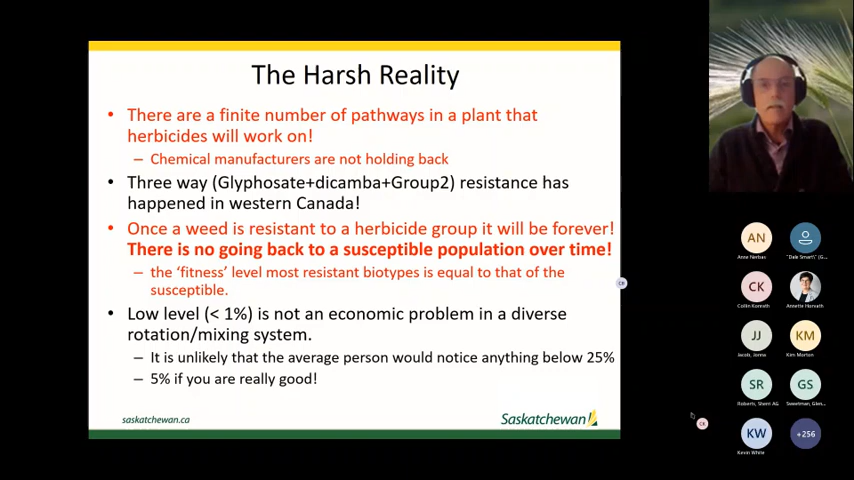 The Harsh Reality
• There are a finite number of pathways in a plant that
herbicides will work on!
– Chemical manufacturers are not holding back
• Three way (Glyphosate+dicamba+Group2) resistance has
happened in western Canada!
• Once a weed is resistant to a herbicide group it will be forever!
There is no going back to a susceptible population over time!
– the ‘fitness’ level most resistant biotypes is equal to that of the
susceptible.
• Low level (< 1%) is not an economic problem in a diverse
rotation/mixing system.
– It is unlikely that the average person would notice anything below 25%
– 5% if you are really good!
saskatchewan.ca
Saskatchewan
CR
CR
AN
Anne Nerbas
"Dale Smart\" (G...
CK
Collin Konrath
Annette Horvath
JJ
Jacob, Jonna
KM
Kim Morton
SR
Roberts, Sherri AG
GS
Sweetman, Glen...
KW
Kevin White
+256